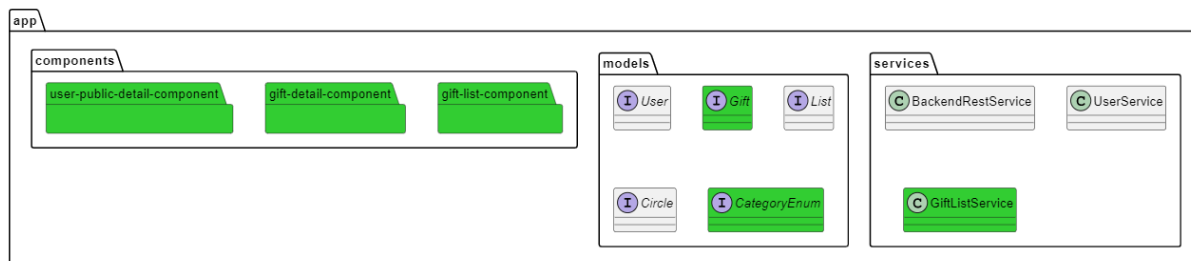 app
components
user-public-detail-component
gift-detail-component
gift-list-component
models
I User
I Gift
I List
I Circle
I CategoryEnum
services
C BackendRestService
C UserService
C GiftListService